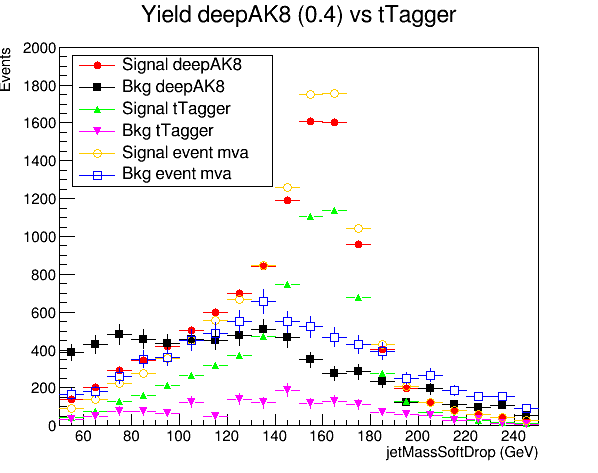 Yield deepAK8 (0.4) vs tTagger
Events
2000
1800
1600
1400
1200
1000
800
600
400
200
0
Signal deepAK8
Bkg deepAK8
Signal tTagger
Bkg tTagger
Signal event mva
Bkg event mva
60 80 100 120 140 160 180 200 220 240
jetMassSoftDrop (GeV)